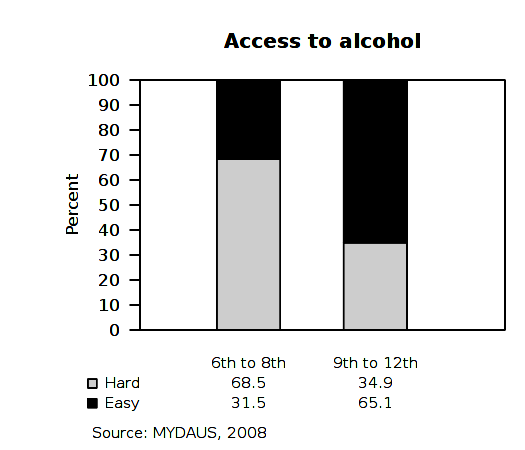 Access to alcohol
Percent
100
90
80
70
60
50
40
30
20
10
0
6th to 8th 9th to 12th
Hard 68.5 34.9
Easy 31.5 65.1
Source: MYDAUS, 2008